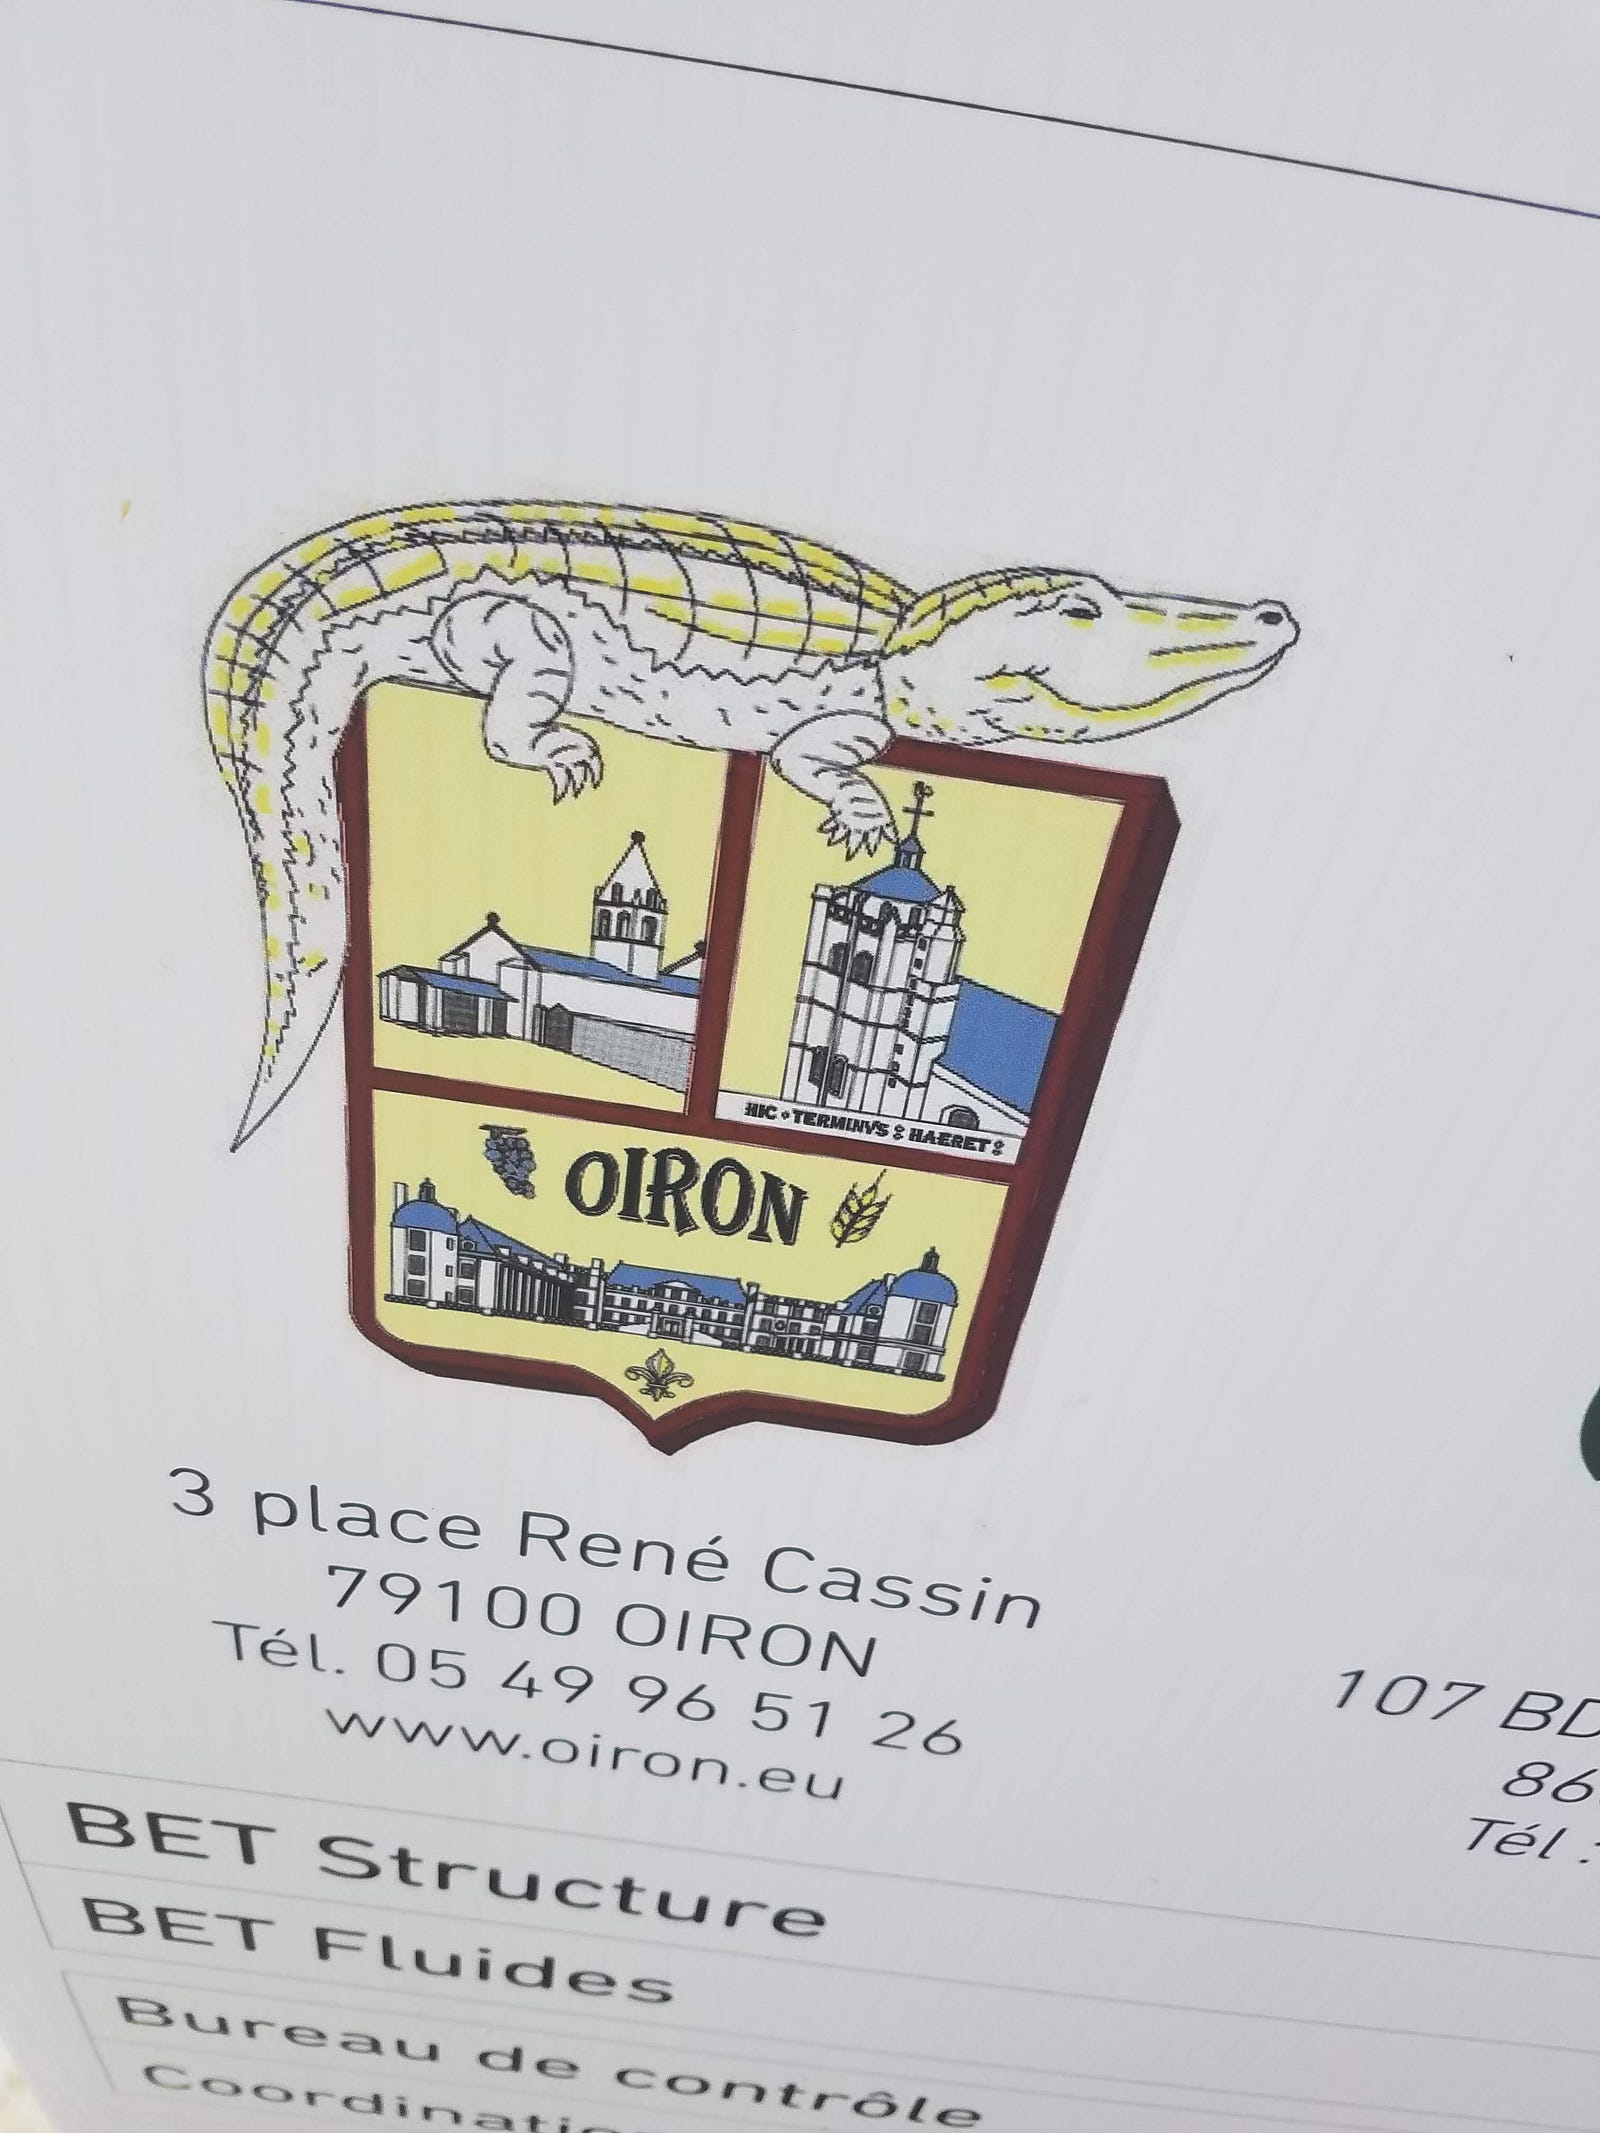 HIC • TERMINVS : HAERET :
OIRON
3 place René Cassin
79100 OIRON
Tél. 05 49 96 51 26
www.oiron.eu
107 BD
86
Tél :
BET Structure
BET Fluides
Bureau de contrôle
Coordinati